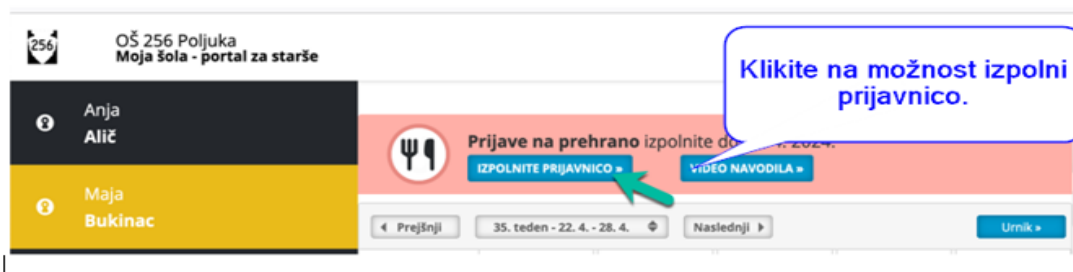 256
OŠ 256 Poljuka
Moja šola - portal za starše
Klikite na možnost izpolni
prijavnico.
Anja
Alič
Prijave na prehrano izpolnite do 2024.
IZPOLNITE PRIJAVNICO »
VIDEO NAVODILA »
Maja
Bukinac
Prejšnji
35. teden - 22. 4. - 28. 4.
Naslednji
Urnik »